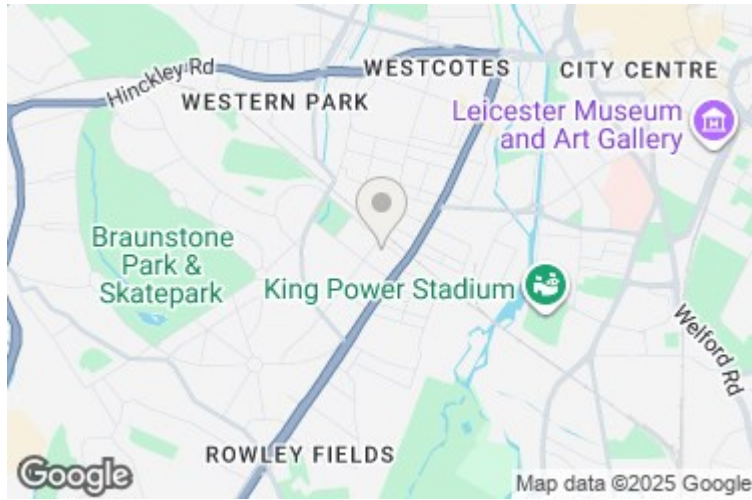 Hinckley Rd
WESTCOTES
CITY CENTRE
WESTERN PARK
Leicester Museum
and Art Gallery
Braunstone
Park &
Skatepark
King Power Stadium
Welford Rd
ROWLEY FIELDS
Google
Map data ©2025 Google